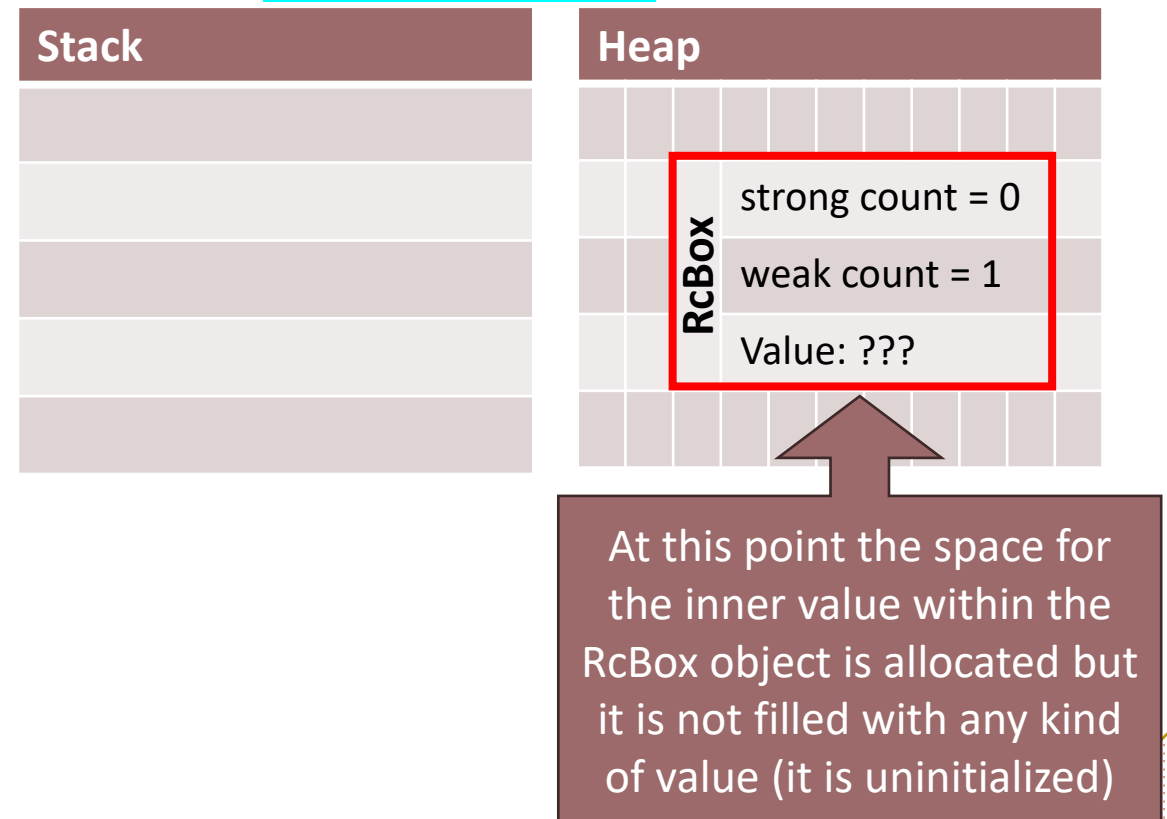 Stack
Heap
RcBox
strong count = 0
weak count = 1
Value: ???
At this point the space for
the inner value within the
RcBox object is allocated but
it is not filled with any kind
of value (it is uninitialized)